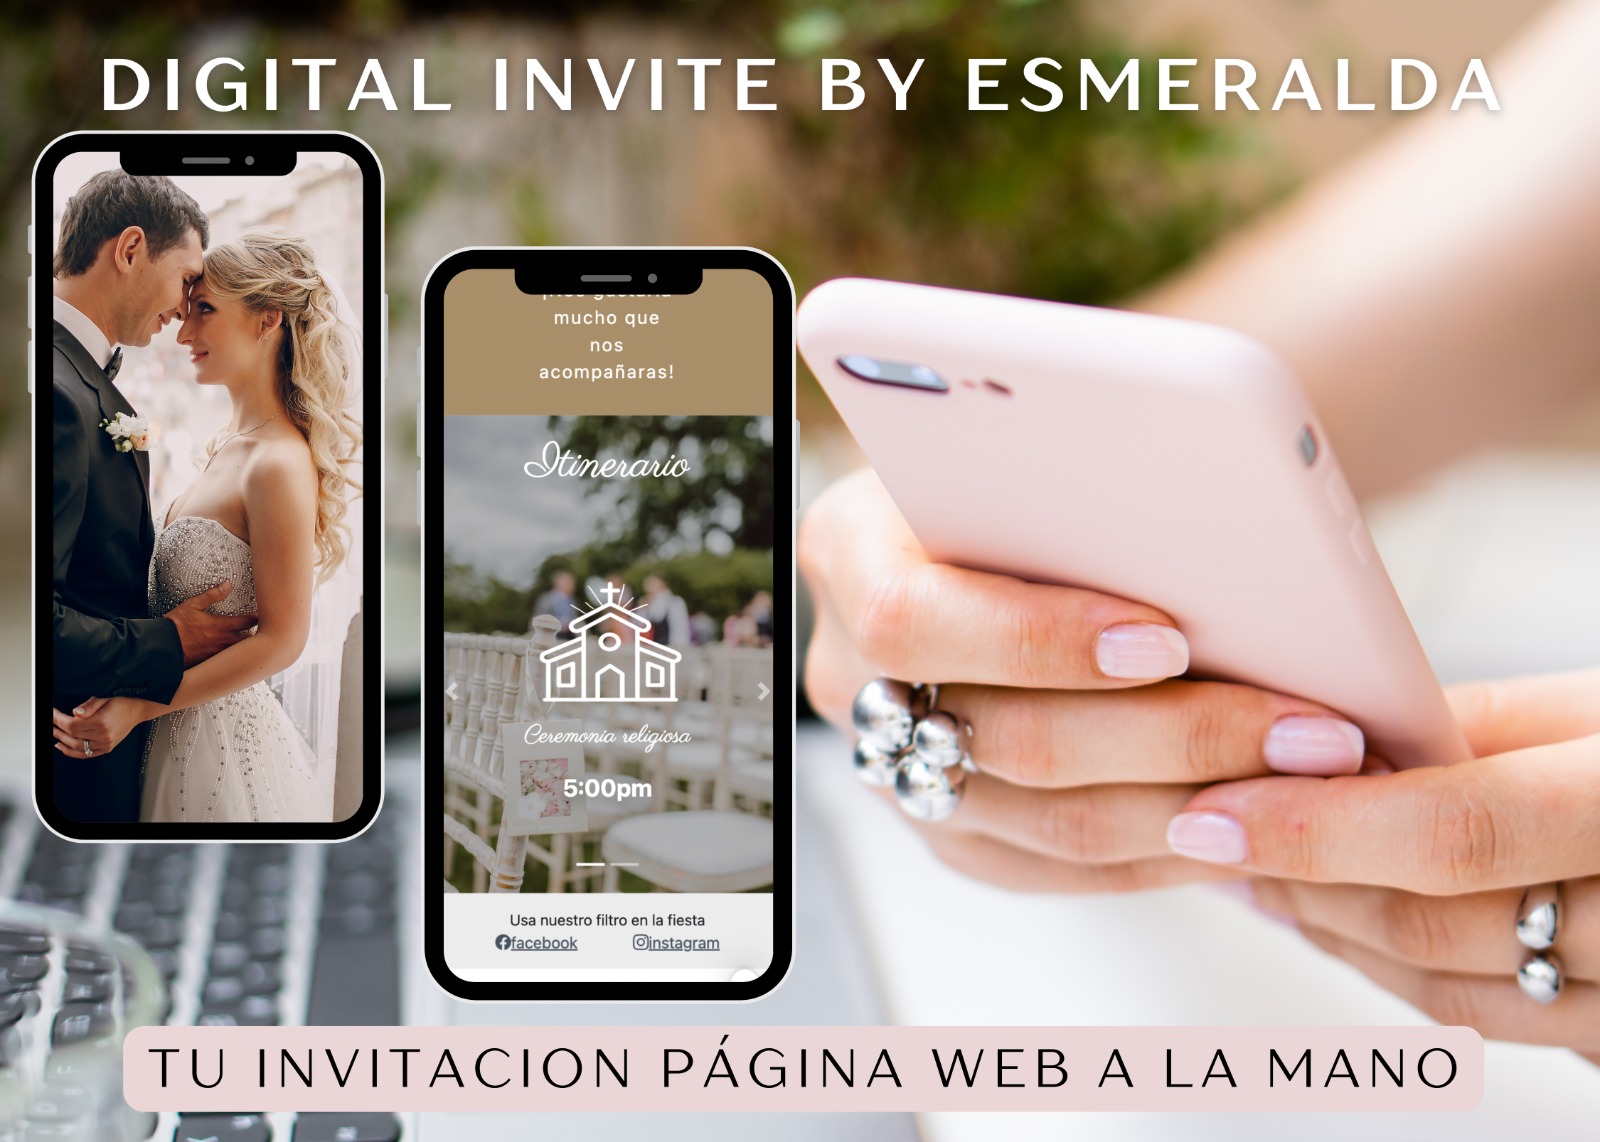 DIGITAL INVITE BY ESMERALDA
mucho que
nos
acompañaras!
Itinerario
Ceremonia religiosa
5:00pm
Usa nuestro filtro en la fiesta
facebook instagram
TU INVITACION PÁGINA WEB A LA MANO